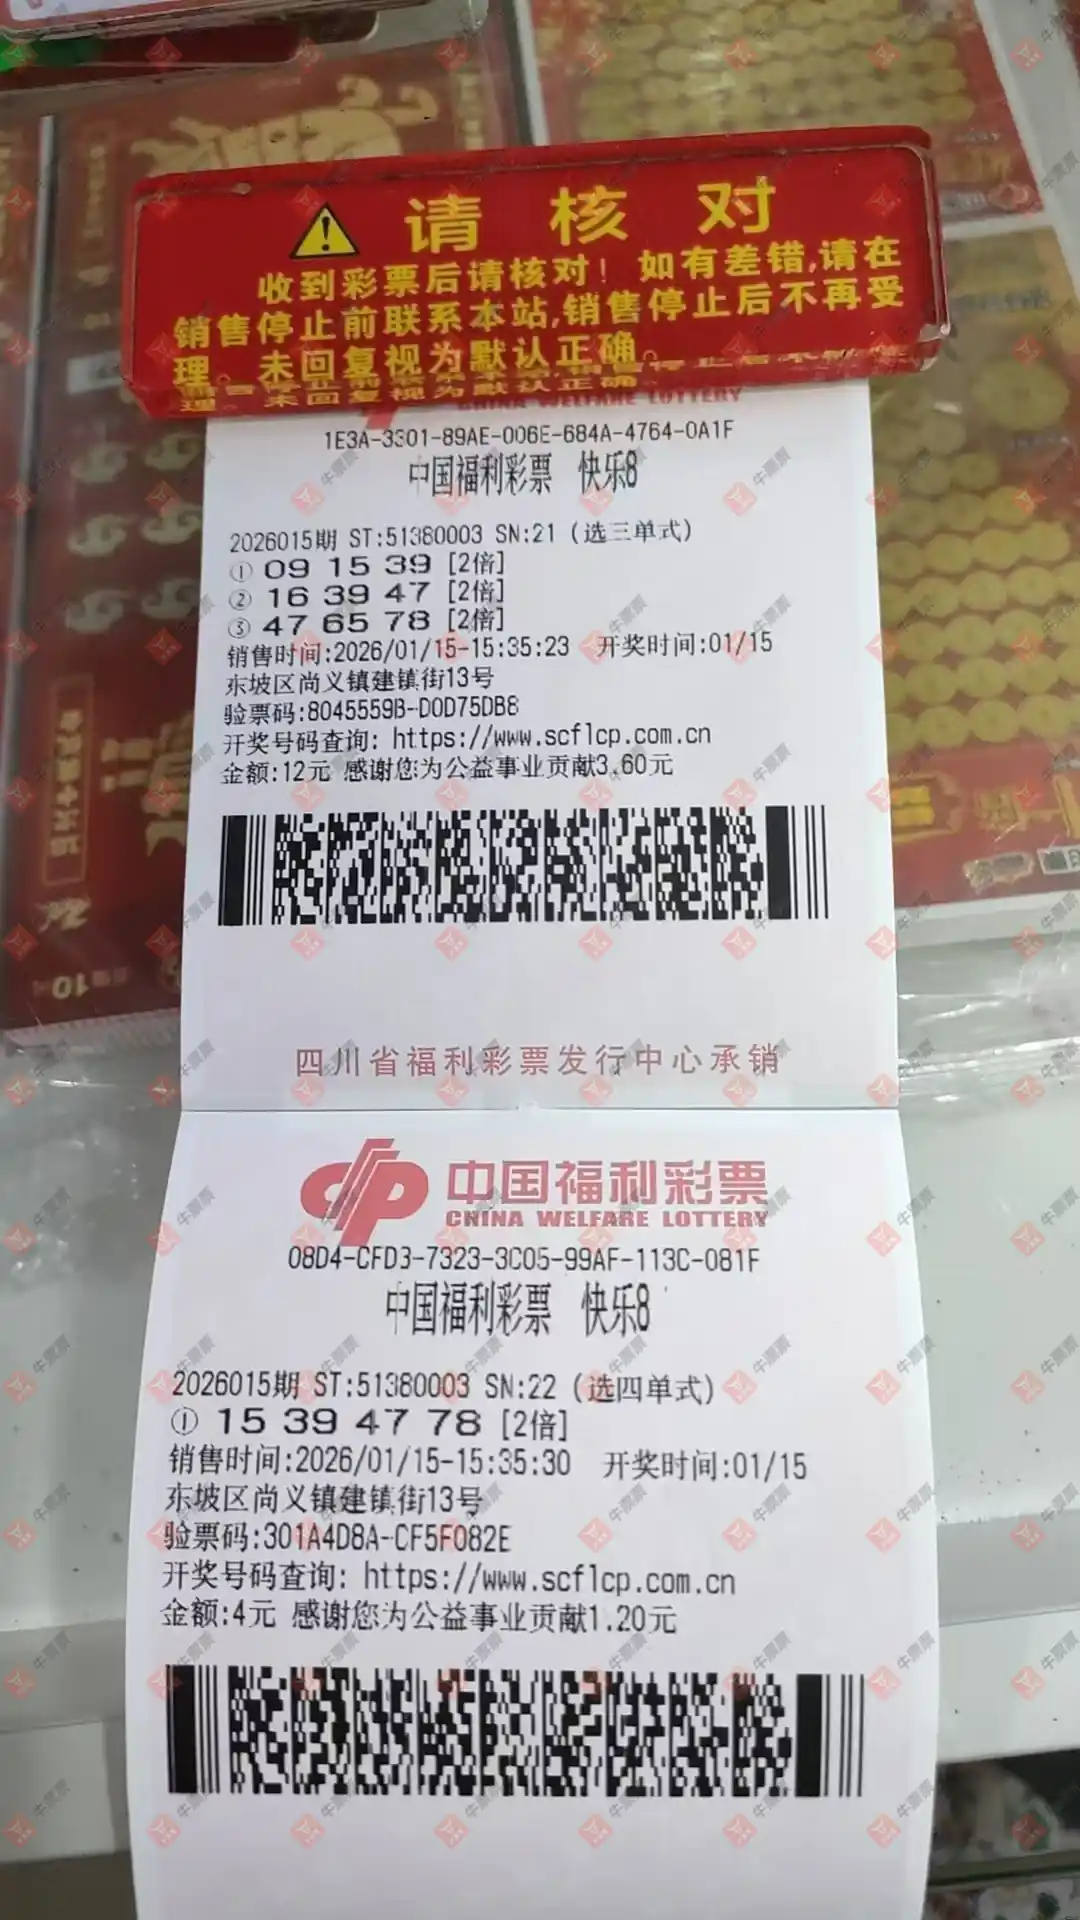 请核对
收到彩票后请核对！如有差错,请在
销售停止前联系本站,销售停止后不再受
理。未回复视为默认正确。
CHINA WELFARE LOTTERY
1E3A-3301-89AE-006E-684A-4764-0A1F
中国福利彩票 快乐8
2026015期 ST:51380003 SN:21 (选三单式)
① 09 15 39 [2倍]
② 16 39 47 [2倍]
③ 47 65 78 [2倍]
销售时间:2026/01/15-15:35:23 开奖时间:01/15
东坡区尚义镇建镇街13号
验票码:8045559B-D0D75DB8
开奖号码查询: https://www.scflcp.com.cn
金额:12元 感谢您为公益事业贡献3.60元
四川省福利彩票发行中心承销
中国福利彩票
CHINA WELFARE LOTTERY
08D4-CFD3-7323-3C05-99AF-113C-081F
中国福利彩票 快乐8
2026015期 ST:51380003 SN:22 (选四单式)
① 15 39 47 78 [2倍]
销售时间:2026/01/15-15:35:30 开奖时间:01/15
东坡区尚义镇建镇街13号
验票码:301A4D8A-CF5F082E
开奖号码查询: https://www.scflcp.com.cn
金额:4元 感谢您为公益事业贡献1.20元
牛票票